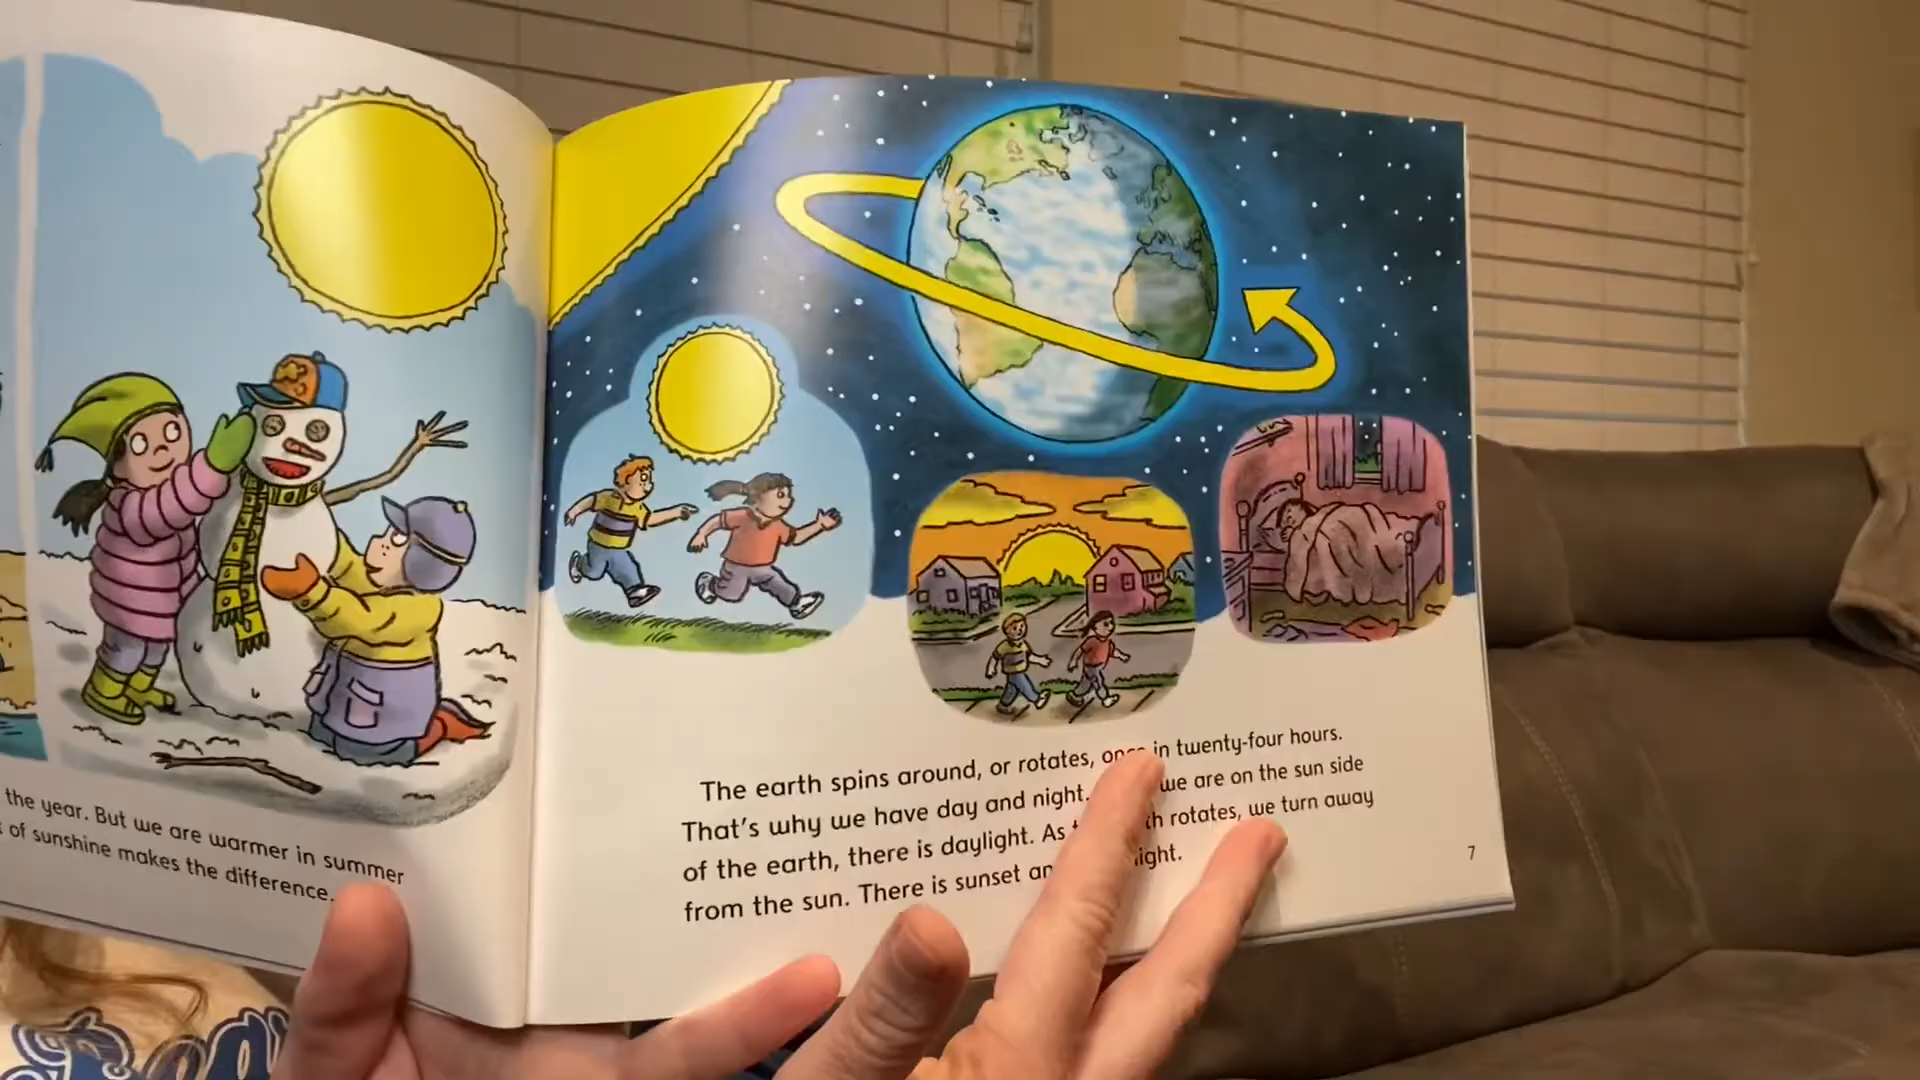 the year. But we are warmer in summer
of sunshine makes the difference.
The earth spins around, or rotates, once in twenty-four hours.
That's why we have day and night. we are on the sun side
of the earth, there is daylight. As rotates, we turn away
from the sun. There is sunset
7